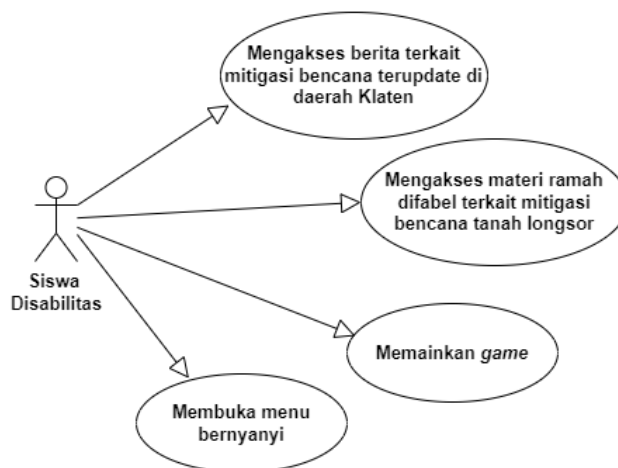 Mengakses berita terkait
mitigasi bencana terupdate di
daerah Klaten
Mengakses materi ramah
difabel terkait mitigasi
bencana tanah longsor
Siswa
Disabilitas
Memainkan game
Membuka menu
bernyanyi